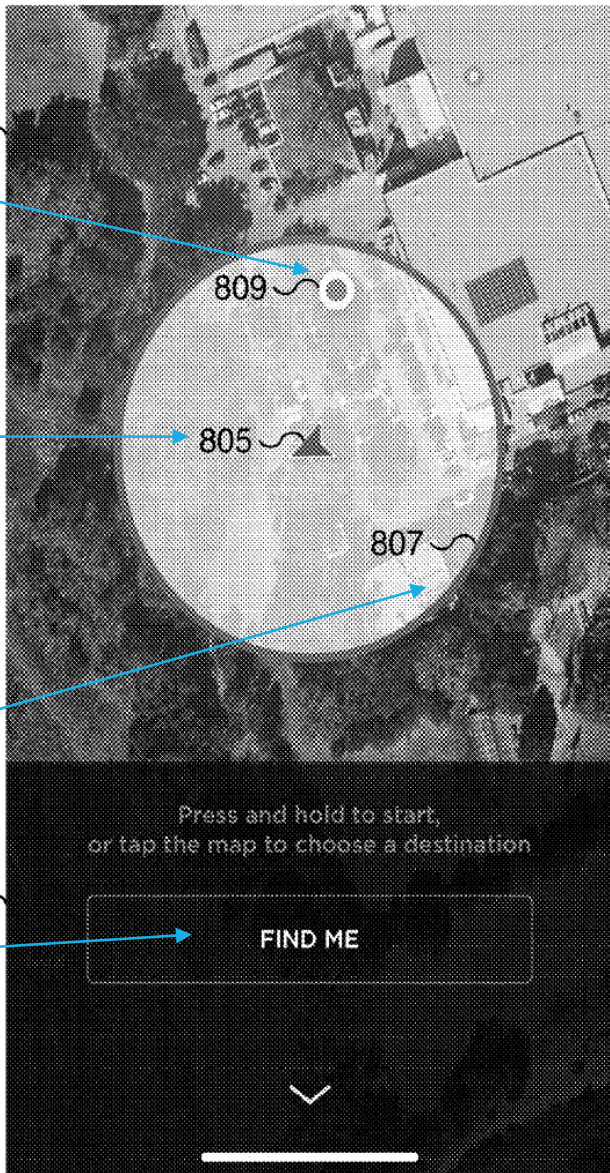 809
805
807
Press and hold to start,
or tap the map to choose a destination
FIND ME